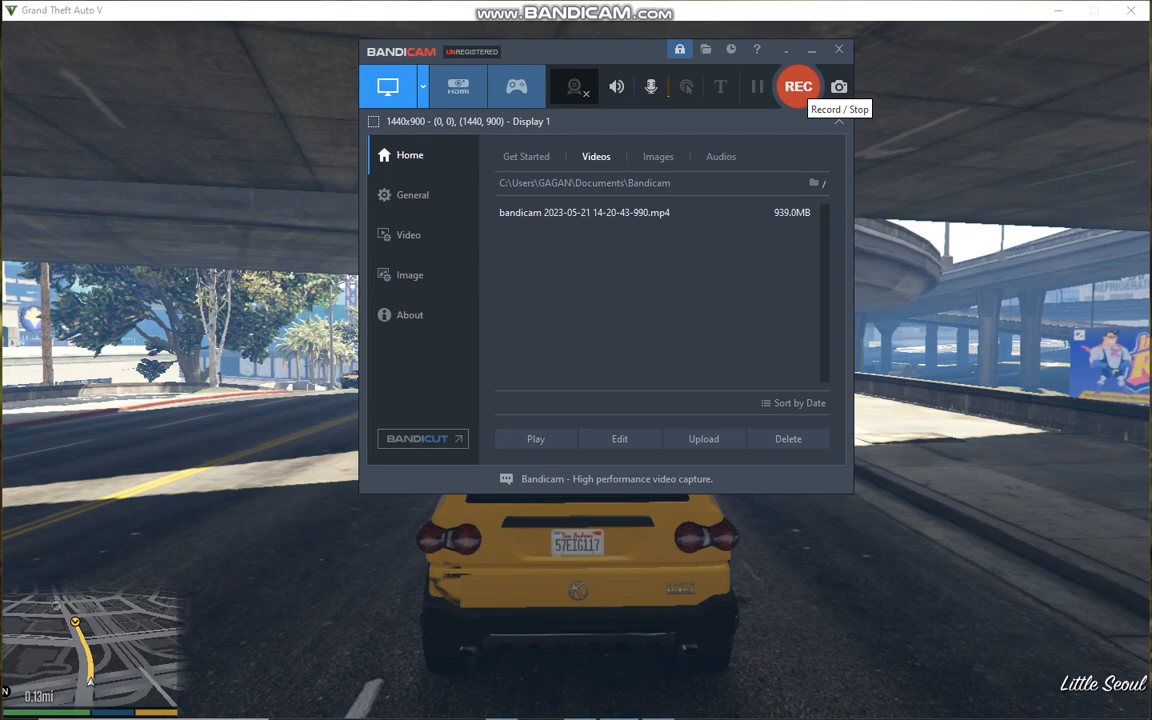 Grand Theft Auto V
www.BANDICAM.com
BANDICAM UNREGISTERED
HDMI
REC
Record / Stop
1440x900 - (0, 0), (1440, 900) - Display 1
Home
General
Video
Image
About
Get Started
Videos
Images
Audios
C:\Users\GAGAN\Documents\Bandicam
bandicam 2023-05-21 14-20-43-990.mp4 939.0MB
Sort by Date
BANDICUT
Play
Edit
Upload
Delete
Bandicam - High performance video capture.
57EIG117
N
0.13mi
Little Seoul